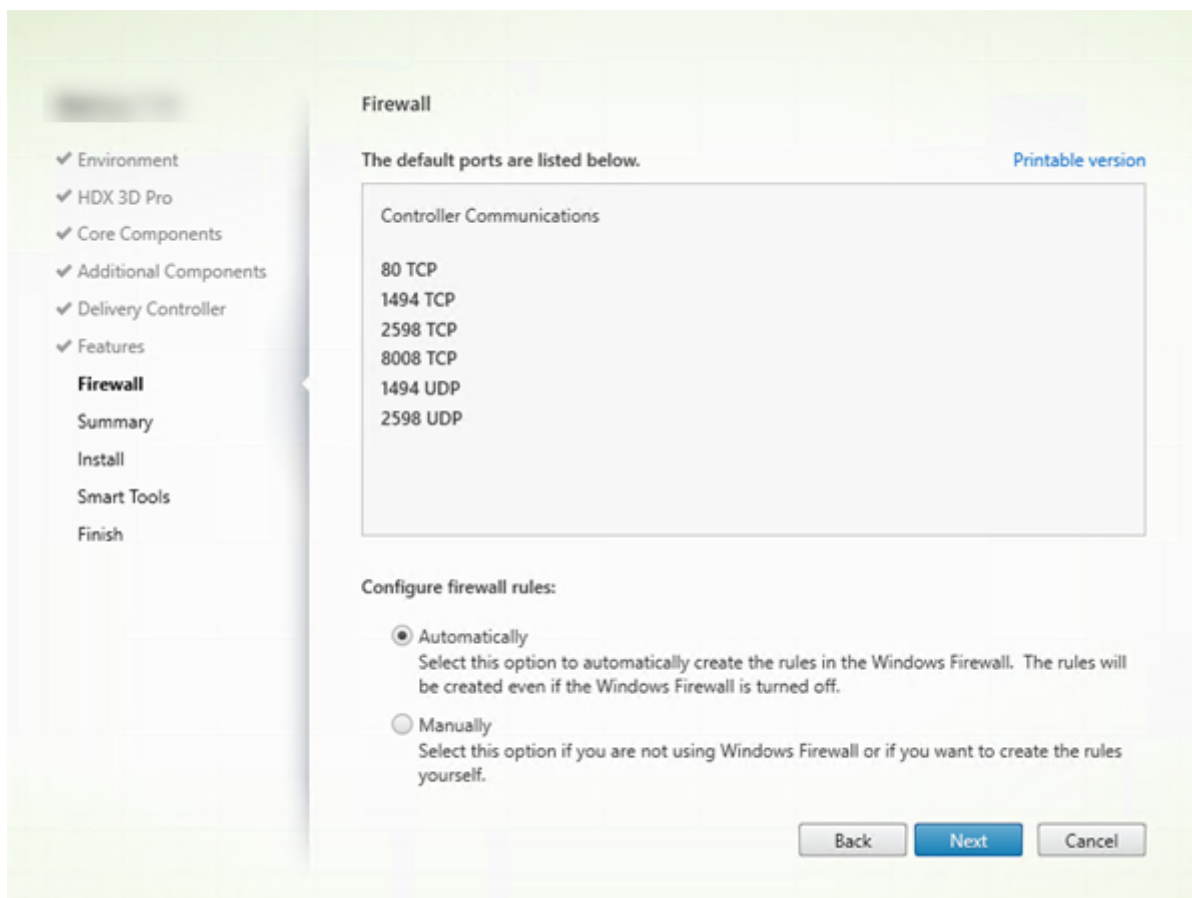 Environment
HDX 3D Pro
Core Components
Additional Components
Delivery Controller
Features
Firewall
Summary
Install
Smart Tools
Finish
Firewall
The default ports are listed below.
Printable version
Controller Communications
80 TCP
1494 TCP
2598 TCP
8008 TCP
1494 UDP
2598 UDP
Configure firewall rules:
Automatically
Select this option to automatically create the rules in the Windows Firewall. The rules will
be created even if the Windows Firewall is turned off.
Manually
Select this option if you are not using Windows Firewall or if you want to create the rules
yourself.
Back
Next
Cancel